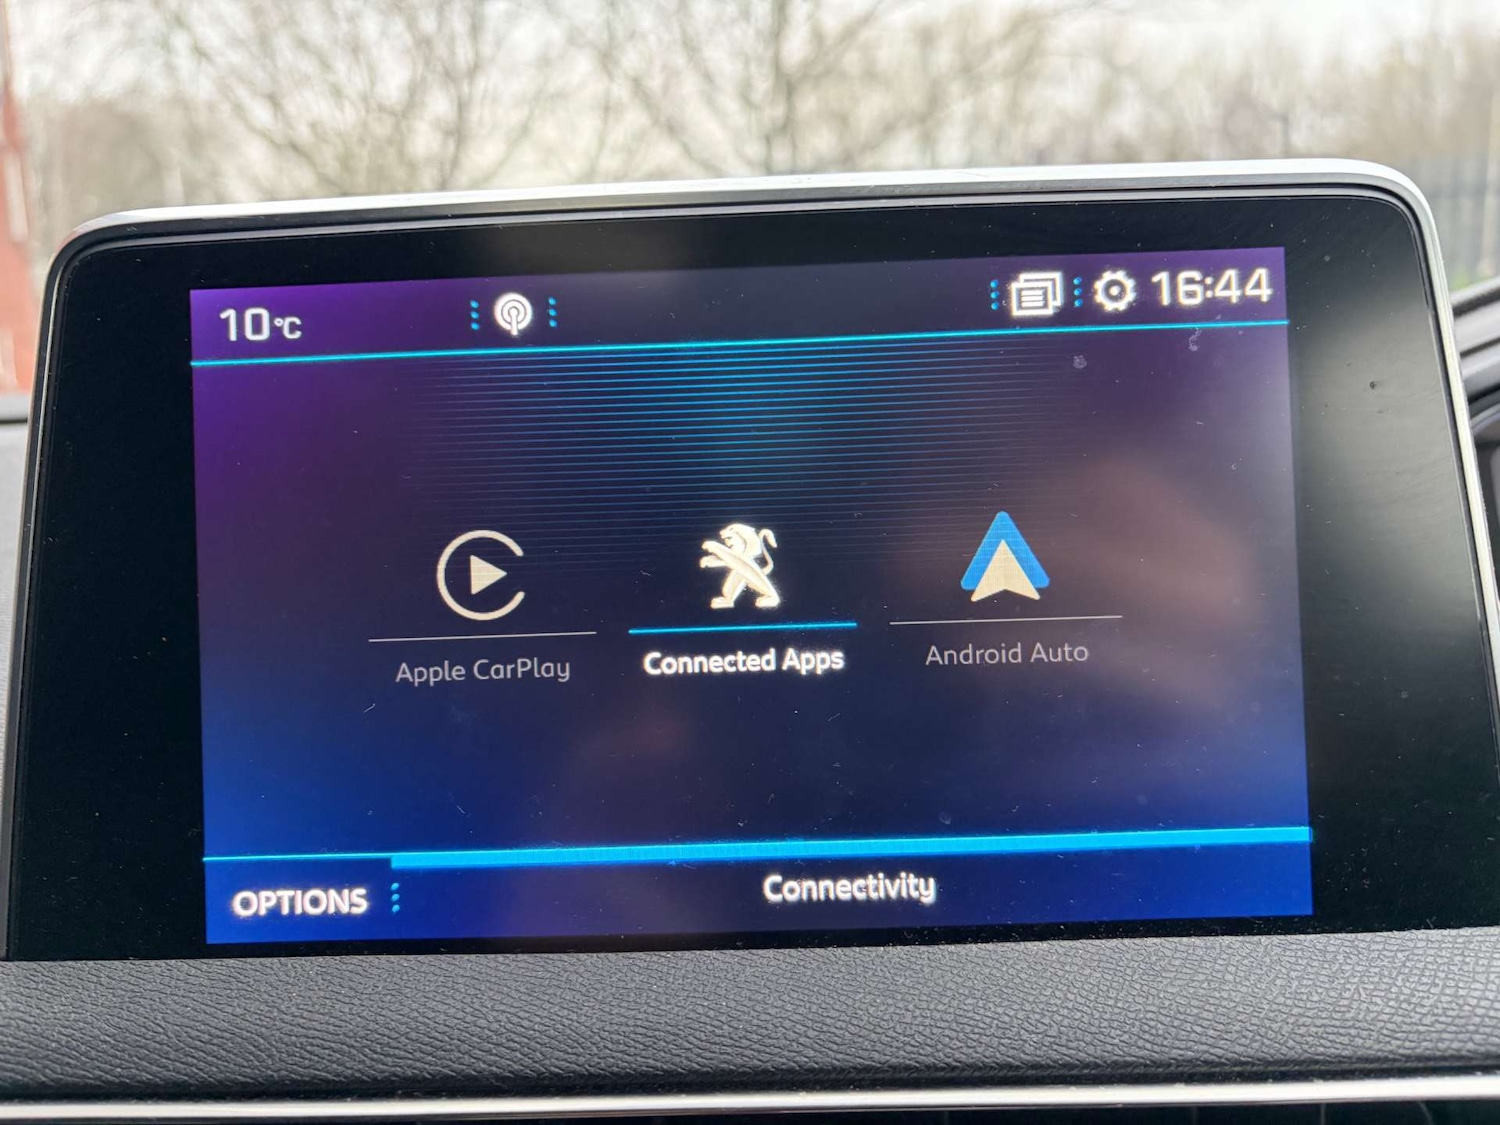 10°C
16:44
Apple CarPlay
Connected Apps
Android Auto
OPTIONS
Connectivity